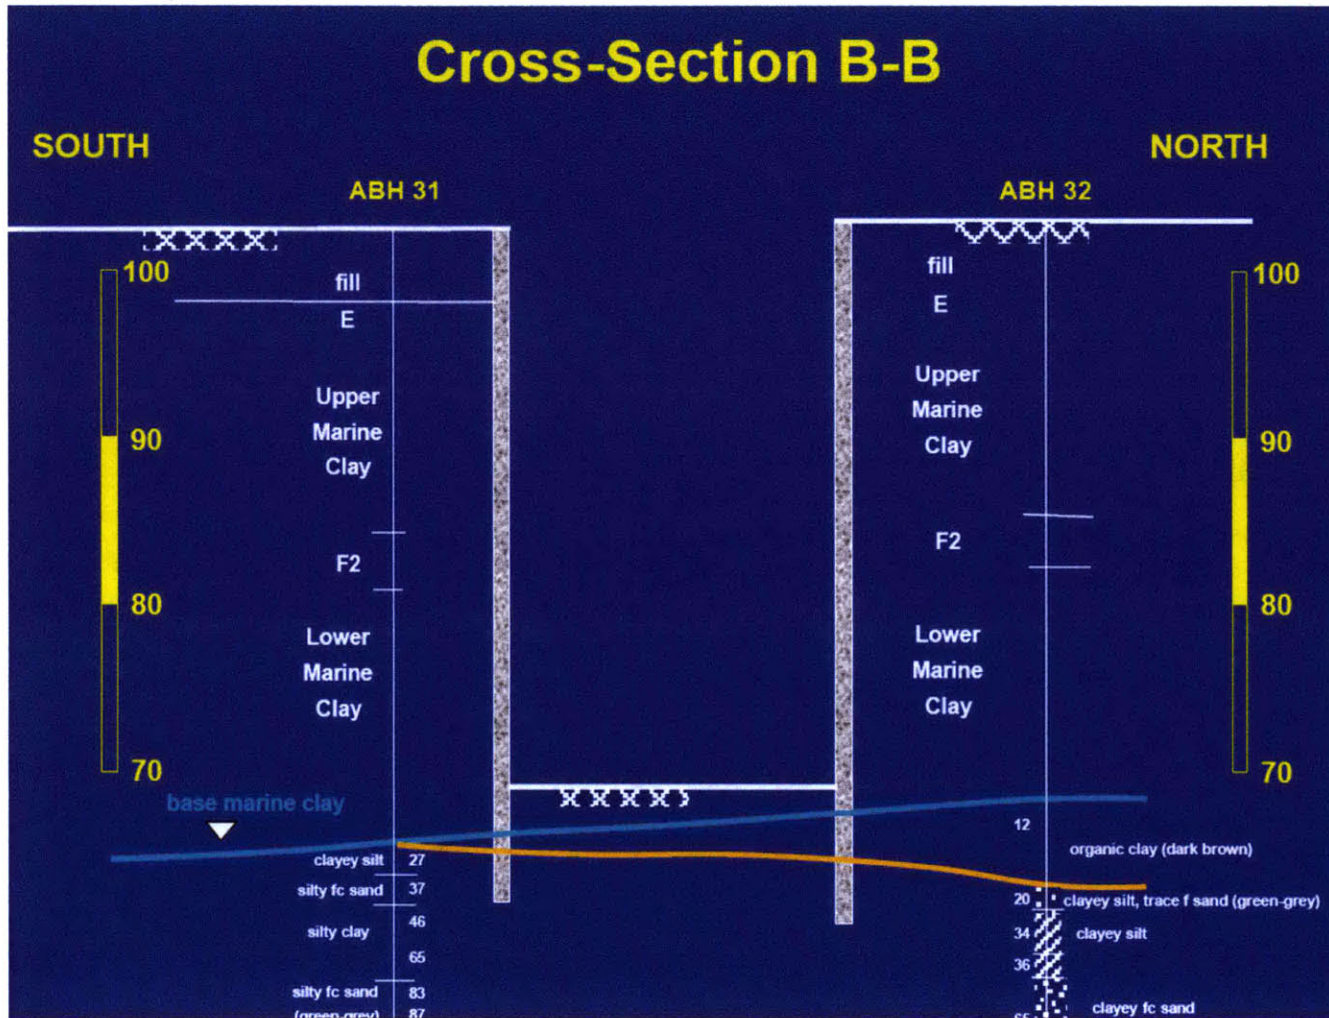 Cross-Section B-B
SOUTH
NORTH
ABH 31
ABH 32
100
90
80
70
fill
E
Upper
Marine
Clay
F2
Lower
Marine
Clay
base marine clay
clayey silt 27
silty fc sand 37
silty clay 46
65
silty fc sand 83
(green-grey) 87
fill
E
Upper
Marine
Clay
F2
Lower
Marine
Clay
100
90
80
70
12
organic clay (dark brown)
20 clayey silt, trace f sand (green-grey)
34 clayey silt
36
clayey fc sand